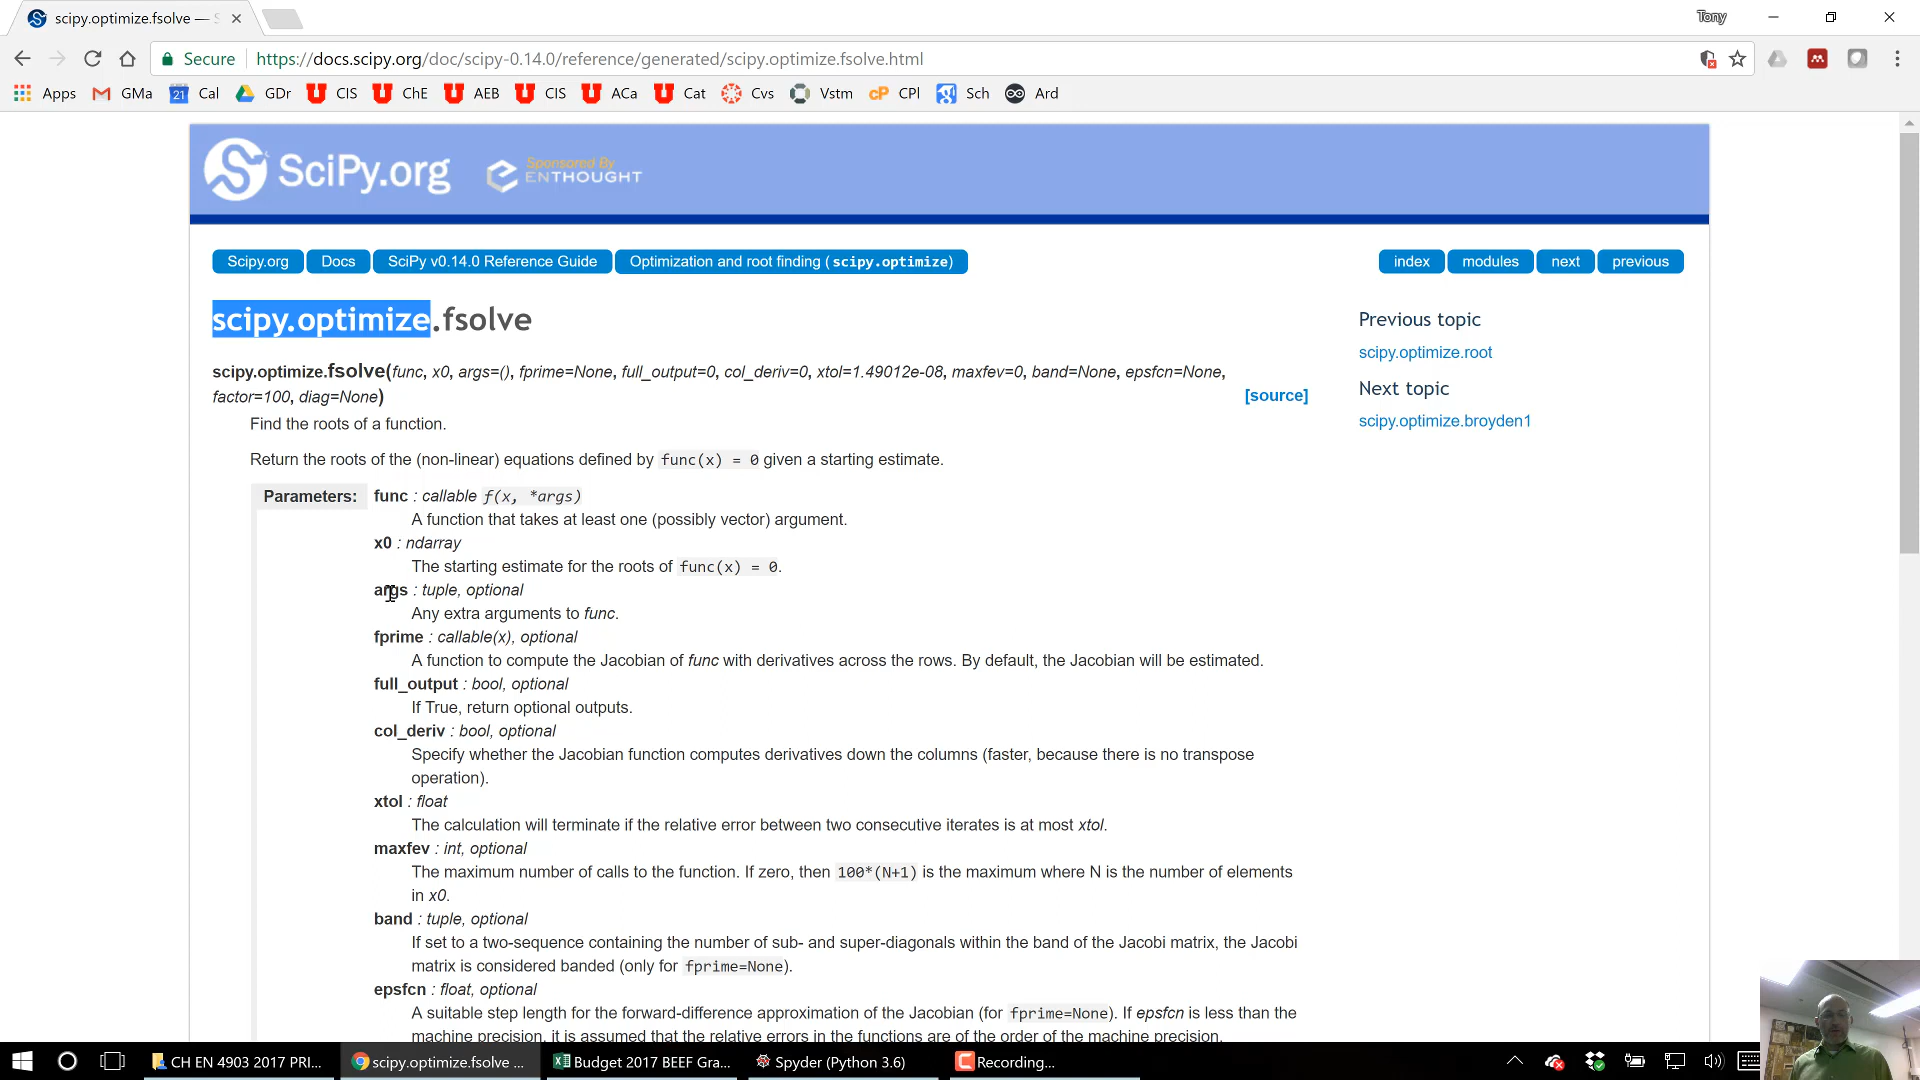 scipy.optimize.fsolve —
Tony
Secure https://docs.scipy.org/doc/scipy-0.14.0/reference/generated/scipy.optimize.fsolve.html
Apps GMa 21 Cal GDr CIS ChE AEB CIS ACa Cat Cvs Vstm cP CPl Sch Ard
SciPy.org Sponsored By ENTHOUGHT
Scipy.org Docs SciPy v0.14.0 Reference Guide Optimization and root finding (scipy.optimize) index modules next previous
scipy.optimize.fsolve
scipy.optimize.fsolve(func, x0, args=(), fprime=None, full_output=0, col_deriv=0, xtol=1.49012e-08, maxfev=0, band=None, epsfcn=None,
factor=100, diag=None) [source]
Find the roots of a function.
Return the roots of the (non-linear) equations defined by func(x) = 0 given a starting estimate.
Parameters: func : callable f(x, *args)
A function that takes at least one (possibly vector) argument.
x0 : ndarray
The starting estimate for the roots of func(x) = 0.
args : tuple, optional
Any extra arguments to func.
fprime : callable(x), optional
A function to compute the Jacobian of func with derivatives across the rows. By default, the Jacobian will be estimated.
full_output : bool, optional
If True, return optional outputs.
col_deriv : bool, optional
Specify whether the Jacobian function computes derivatives down the columns (faster, because there is no transpose
operation).
xtol : float
The calculation will terminate if the relative error between two consecutive iterates is at most xtol.
maxfev : int, optional
The maximum number of calls to the function. If zero, then 100*(N+1) is the maximum where N is the number of elements
in x0.
band : tuple, optional
If set to a two-sequence containing the number of sub- and super-diagonals within the band of the Jacobi matrix, the Jacobi
matrix is considered banded (only for fprime=None).
epsfcn : float, optional
A suitable step length for the forward-difference approximation of the Jacobian (for fprime=None). If epsfcn is less than the
machine precision, it is assumed that the relative errors in the functions are of the order of the machine precision.
Previous topic
scipy.optimize.root
Next topic
scipy.optimize.broyden1
CH EN 4903 2017 PRI... scipy.optimize.fsolve ... Budget 2017 BEEF Gra... Spyder (Python 3.6) Recording...